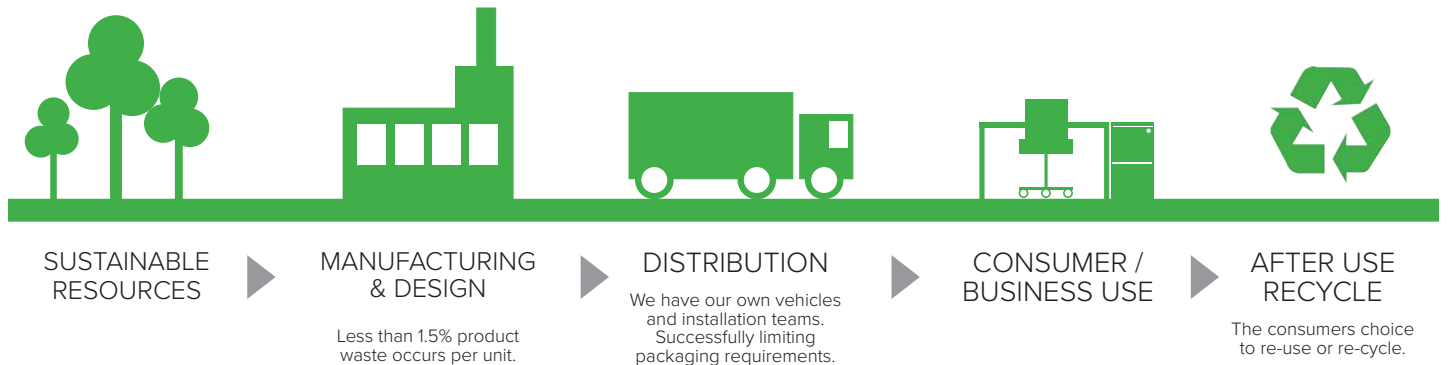 SUSTAINABLE
RESOURCES
MANUFACTURING
& DESIGN
Less than 1.5% product
waste occurs per unit.
DISTRIBUTION
We have our own vehicles
and installation teams.
Successfully limiting
packaging requirements.
CONSUMER /
BUSINESS USE
AFTER USE
RECYCLE
The consumers choice
to re-use or re-cycle.